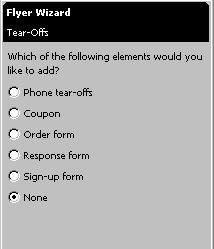 Flyer Wizard
Tear-Offs
Which of the following elements would you
like to add?
Phone tear-offs
Coupon
Order form
Response form
Sign-up form
None